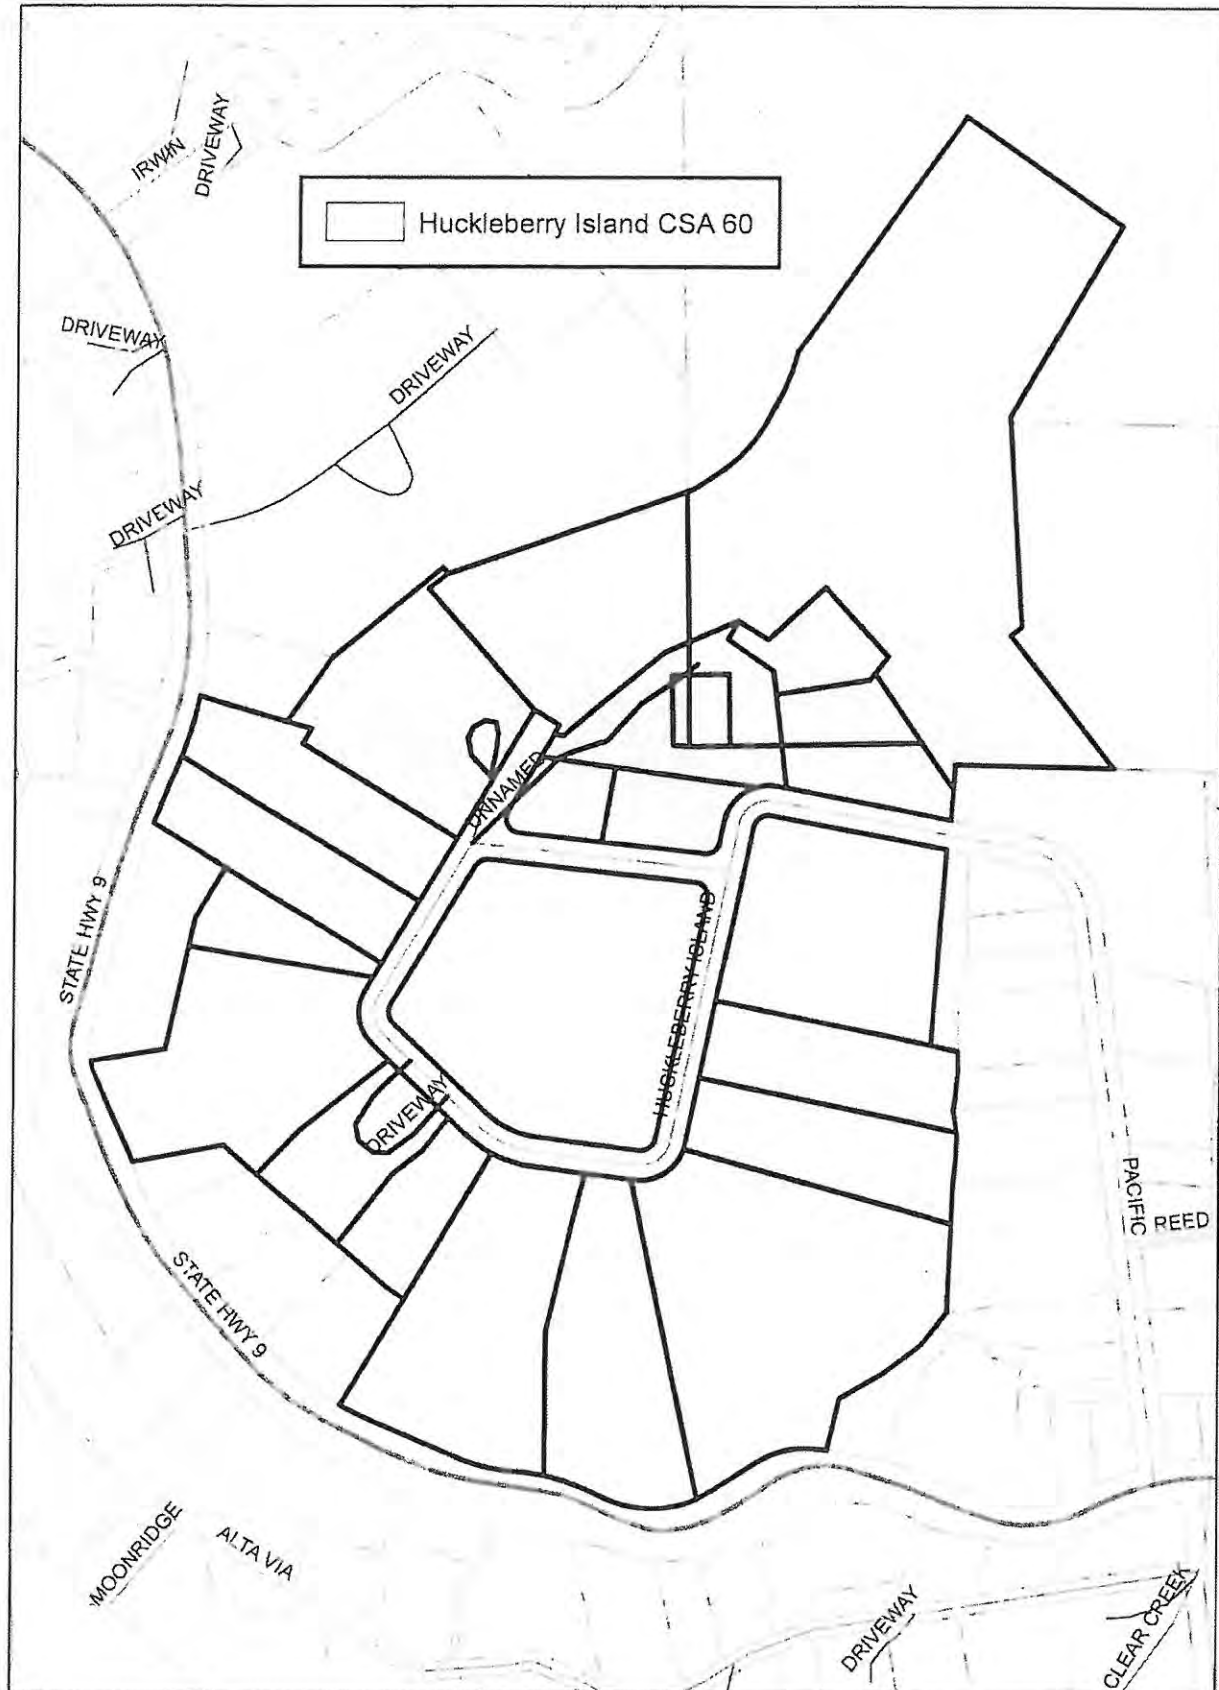 IRWIN
DRIVEWAY
Huckleberry Island CSA 60
DRIVEWAY
DRIVEWAY
DRIVEWAY
UNNAMED
STATE HWY 9
HUCKLEBERRY ISLAND
DRIVEWAY
PACIFIC
REED
STATE HWY 9
MOONRIDGE
ALTA VIA
DRIVEWAY
CLEAR CREEK